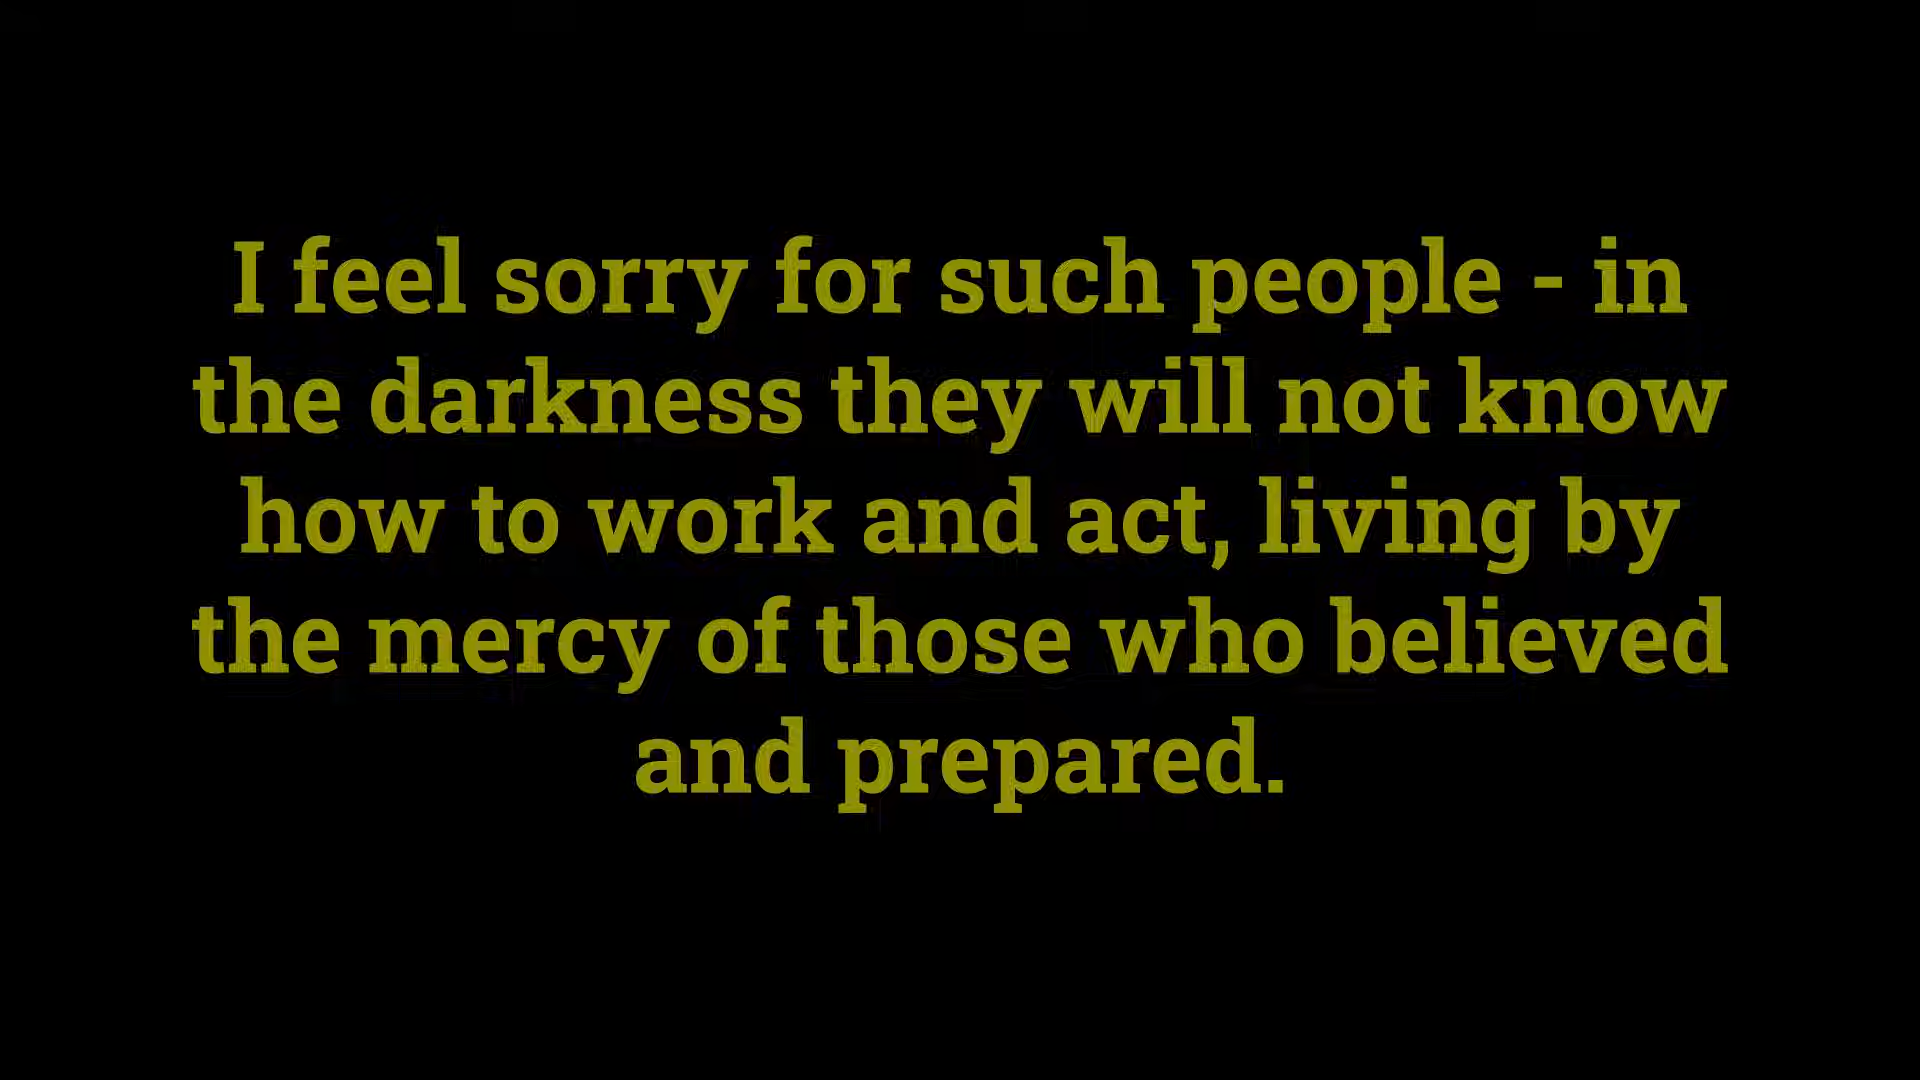 I feel sorry for such people - in
the darkness they will not know
how to work and act, living by
the mercy of those who believed
and prepared.